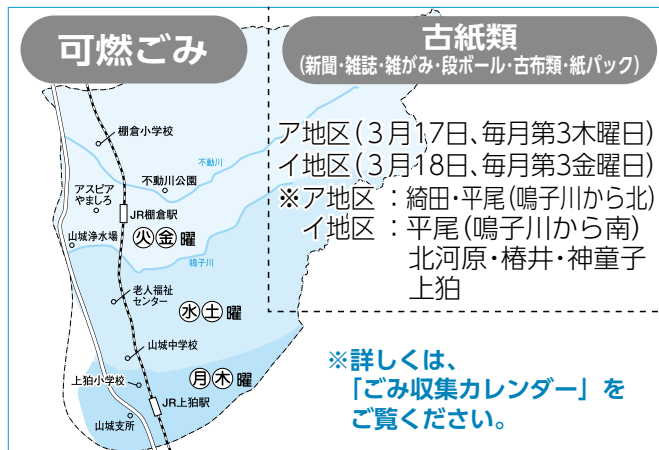 可燃ごみ
古紙類
(新聞・雑誌・雑がみ・段ボール・古布類・紙パック)
ア地区(3月17日、毎月第3木曜日)
イ地区(3月18日、毎月第3金曜日)
※ア地区：綺田・平尾(鳴子川から北)
イ地区：平尾(鳴子川から南)
北河原・椿井・神童子
上狛
棚倉小学校
不動川
不動川公園
アスピア
やましろ
JR棚倉駅
山城浄水場
火金曜
鳴子川
老人福祉
センター
水土曜
山城中学校
上狛小学校
月木曜
JR上狛駅
山城支所
※詳しくは、
「ごみ収集カレンダー」を
ご覧ください。